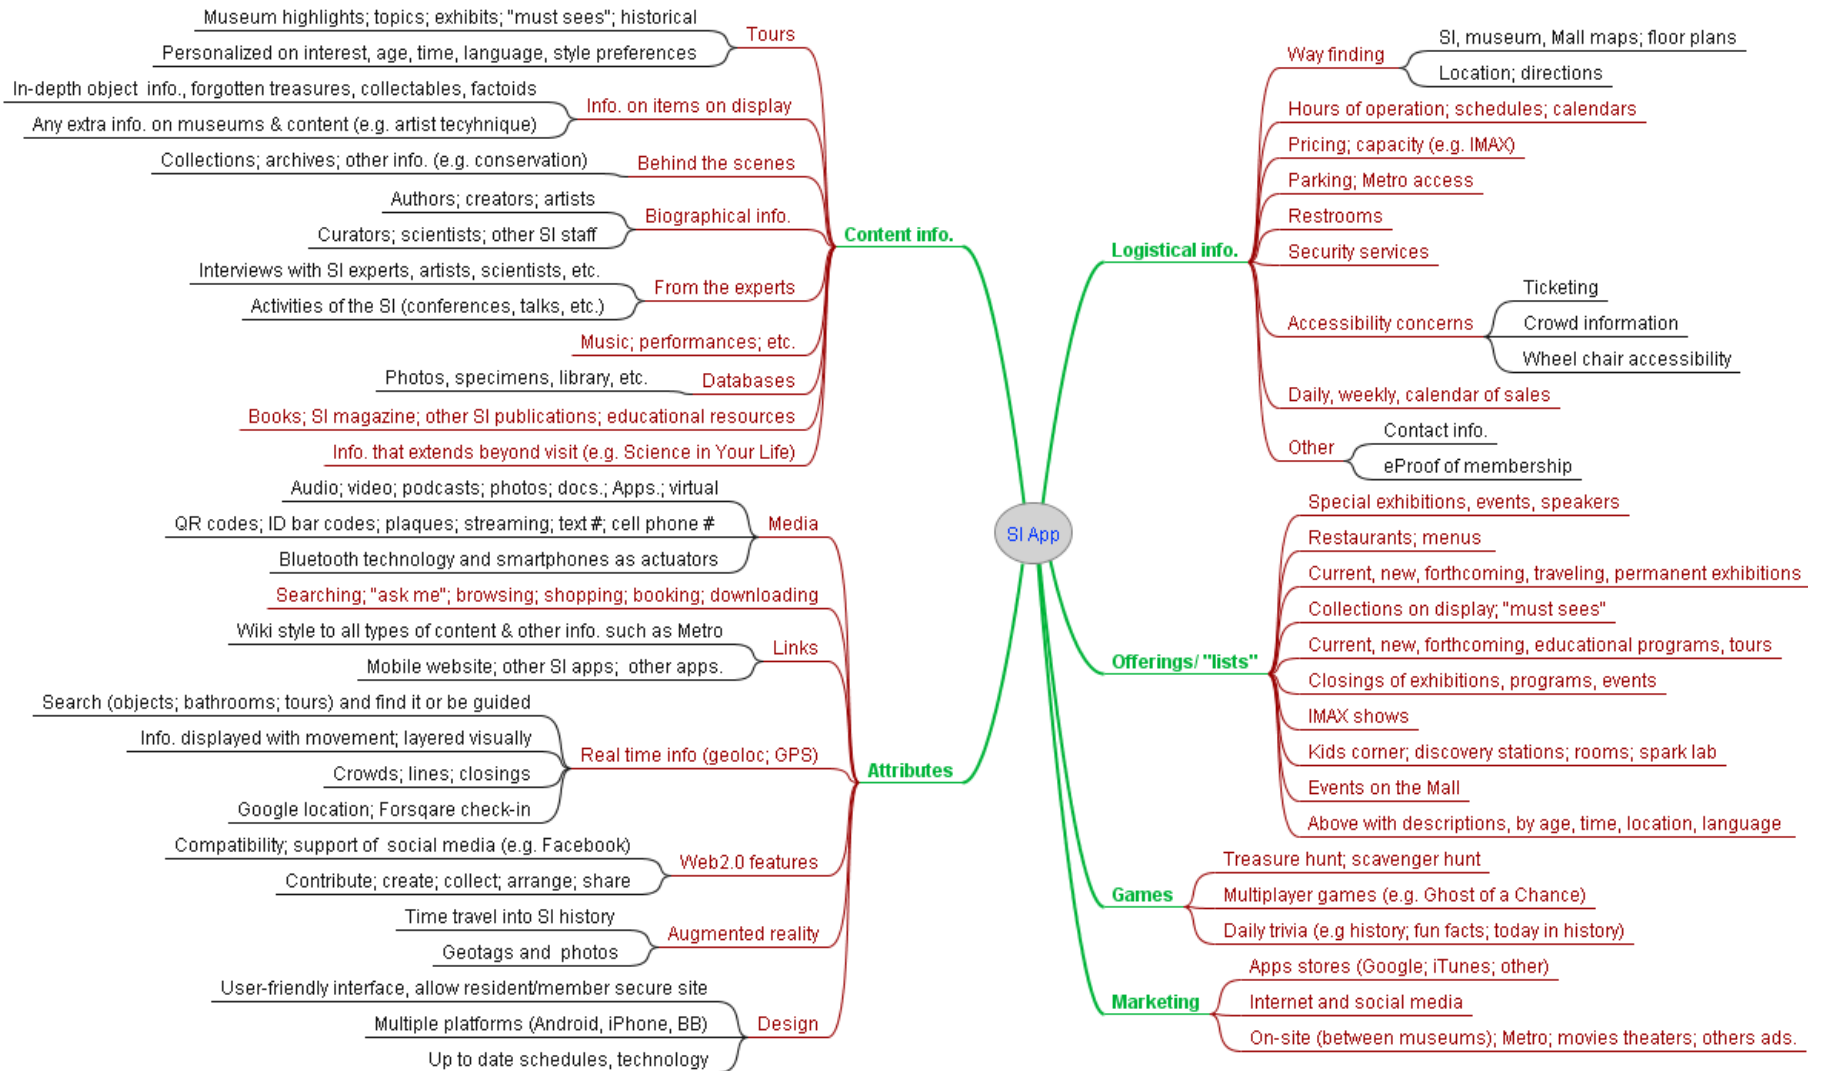 Museum highlights; topics; exhibits; "must sees"; historical
Tours
Personalized on interest, age, time, language, style preferences
In-depth object info., forgotten treasures, collectables, factoids
Info. on items on display
Any extra info. on museums & content (e.g. artist tecyhnique)
Collections; archives; other info. (e.g. conservation)
Behind the scenes
Authors; creators; artists
Biographical info.
Curators; scientists; other SI staff
Content info.
Interviews with SI experts, artists, scientists, etc.
From the experts
Activities of the SI (conferences, talks, etc.)
Music; performances; etc.
Photos, specimens, library, etc.
Databases
Books; SI magazine; other SI publications; educational resources
Info. that extends beyond visit (e.g. Science in Your Life)
Audio; video; podcasts; photos; docs.; Apps.; virtual
QR codes; ID bar codes; plaques; streaming; text #; cell phone #
Media
Bluetooth technology and smartphones as actuators
Searching; "ask me"; browsing; shopping; booking; downloading
Wiki style to all types of content & other info. such as Metro
Links
Mobile website; other SI apps; other apps.
Search (objects; bathrooms; tours) and find it or be guided
Info. displayed with movement; layered visually
Real time info (geoloc; GPS)
Attributes
Crowds; lines; closings
Google location; Forsqare check-in
Compatibility; support of social media (e.g. Facebook)
Web2.0 features
Contribute; create; collect; arrange; share
Time travel into SI history
Augmented reality
Geotags and photos
User-friendly interface, allow resident/member secure site
Multiple platforms (Android, iPhone, BB)
Design
Up to date schedules, technology
SI App
SI, museum, Mall maps; floor plans
Way finding
Location; directions
Hours of operation; schedules; calendars
Pricing; capacity (e.g. IMAX)
Parking; Metro access
Restrooms
Logistical info.
Security services
Ticketing
Accessibility concerns
Crowd information
Wheel chair accessibility
Daily, weekly, calendar of sales
Contact info.
Other
eProof of membership
Special exhibitions, events, speakers
Restaurants; menus
Current, new, forthcoming, traveling, permanent exhibitions
Collections on display; "must sees"
Current, new, forthcoming, educational programs, tours
Offerings/ "lists"
Closings of exhibitions, programs, events
IMAX shows
Kids corner; discovery stations; rooms; spark lab
Events on the Mall
Above with descriptions, by age, time, location, language
Treasure hunt; scavenger hunt
Games
Multiplayer games (e.g. Ghost of a Chance)
Daily trivia (e.g history; fun facts; today in history)
Apps stores (Google; iTunes; other)
Marketing
Internet and social media
On-site (between museums); Metro; movies theaters; others ads.